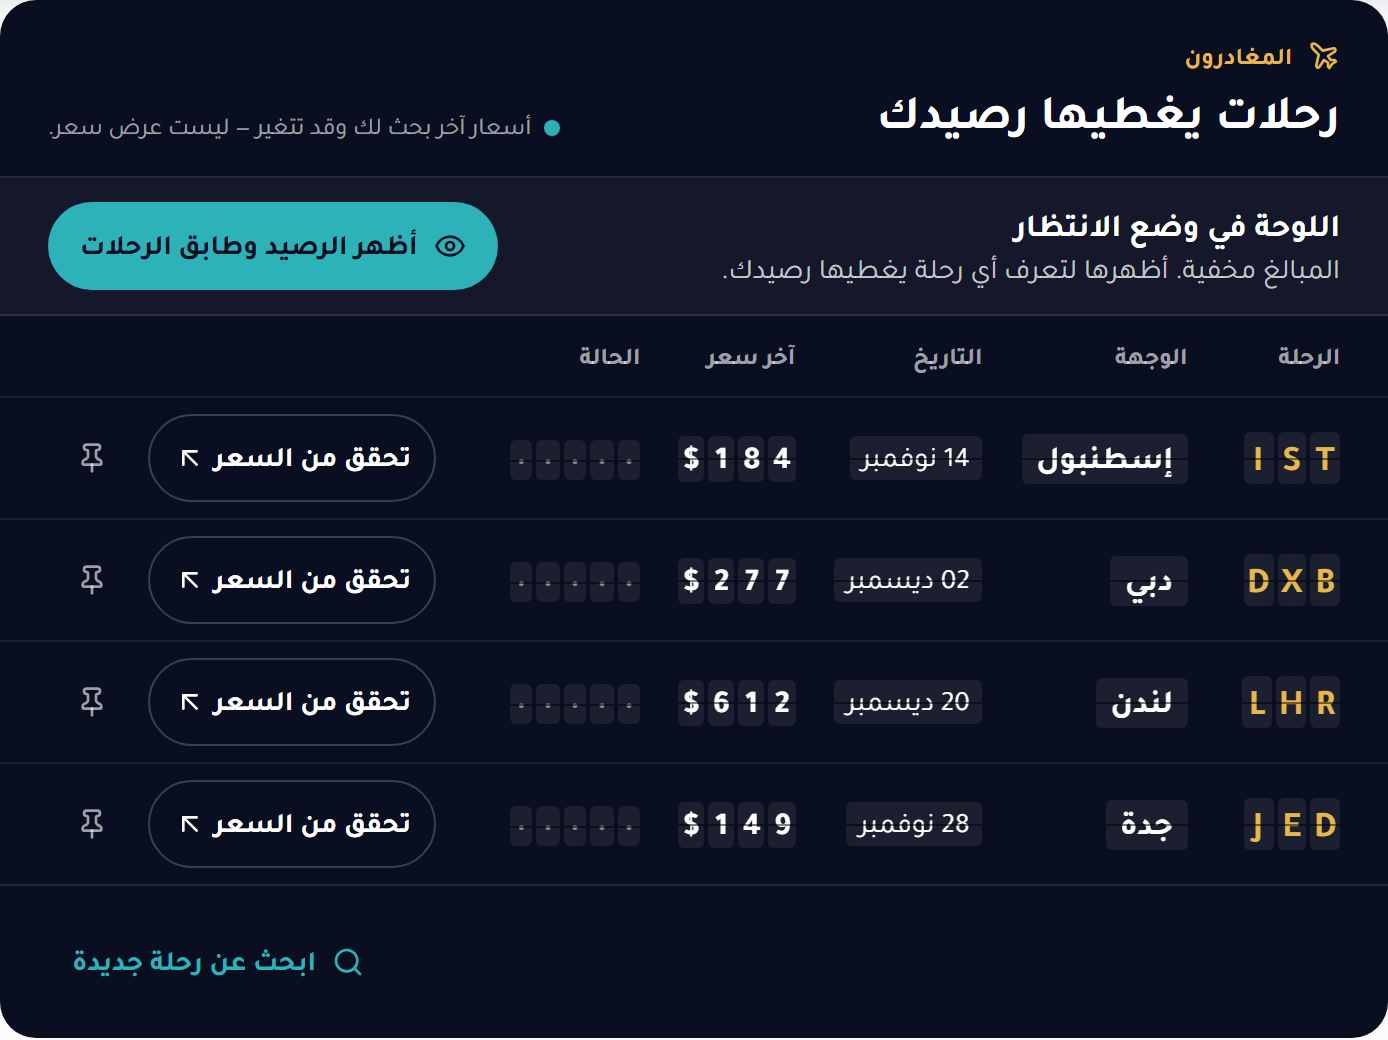 المغادرون
رحلات يغطيها رصيدك
أسعار آخر بحث لك وقد تتغير – ليست عرض سعر.
اللوحة في وضع الانتظار
المبالغ مخفية. أظهرها لتعرف أي رحلة يغطيها رصيدك.
أظهر الرصيد وطابق الرحلات
الرحلة الوجهة التاريخ آخر سعر الحالة
IST إسطنبول 14 نوفمبر $184 ..... تحقق من السعر
DXB دبي 02 ديسمبر $277 ..... تحقق من السعر
LHR لندن 20 ديسمبر $612 ..... تحقق من السعر
JED جدة 28 نوفمبر $149 ..... تحقق من السعر
ابحث عن رحلة جديدة